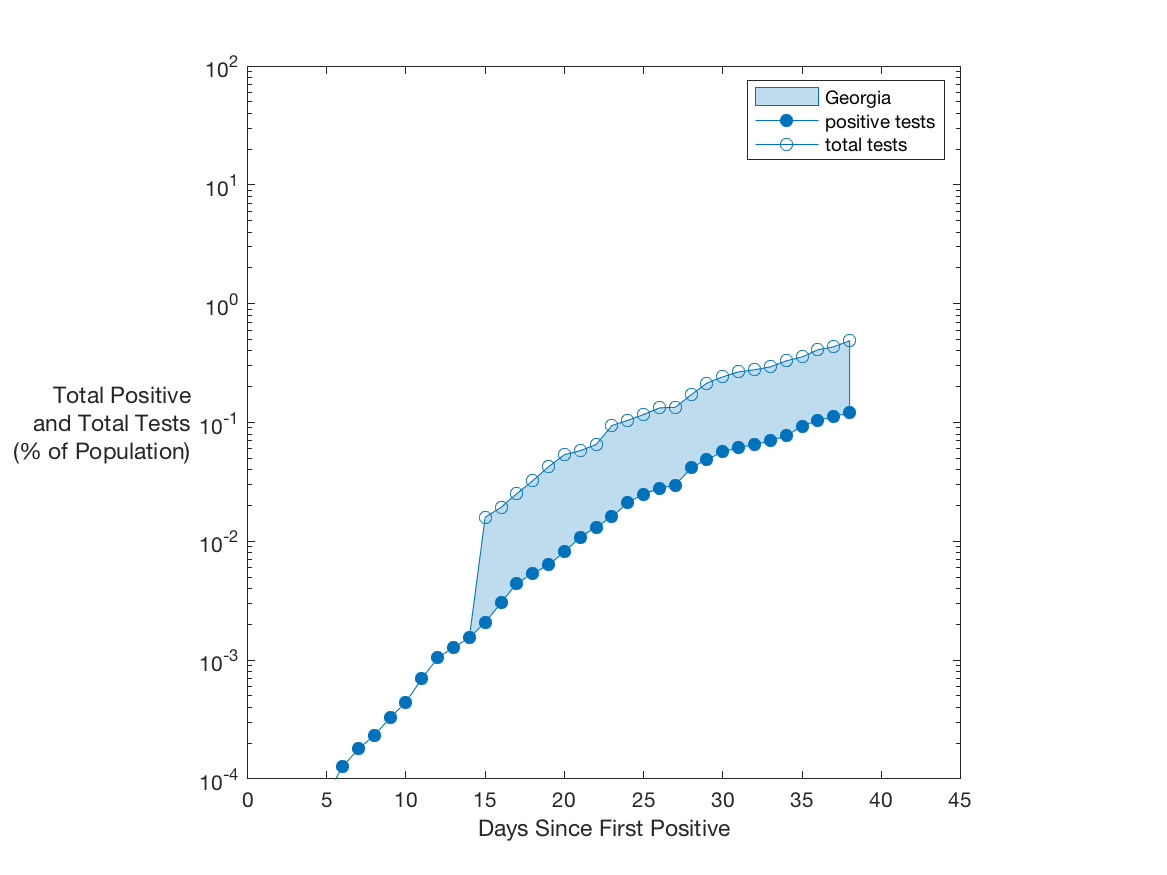 10^2
10^1
10^0
10^-1
10^-2
10^-3
10^-4
Total Positive
and Total Tests
(% of Population)
Georgia
positive tests
total tests
0 5 10 15 20 25 30 35 40 45
Days Since First Positive